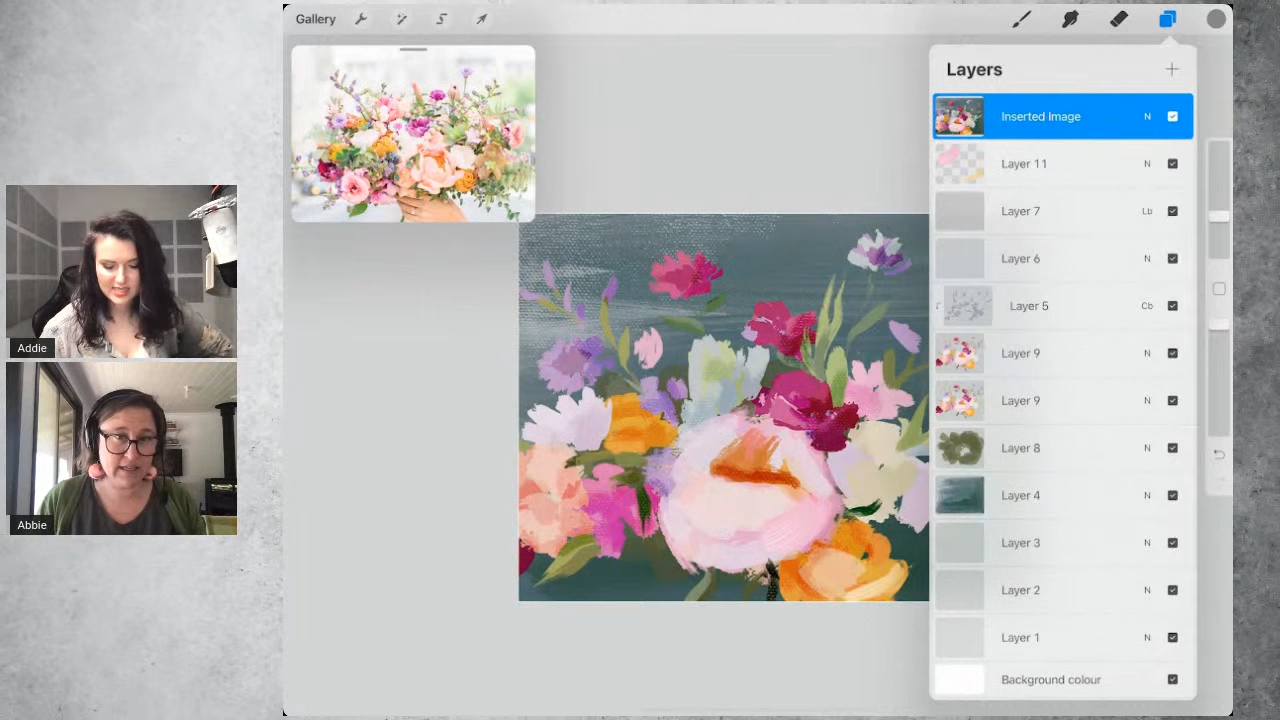 Gallery
Layers
Inserted Image N
Layer 11 N
Layer 7 Lb
Layer 6 N
Layer 5 Cb
Layer 9 N
Layer 9 N
Layer 8 N
Layer 4 N
Layer 3 N
Layer 2 N
Layer 1 N
Background colour
Addie
Abbie